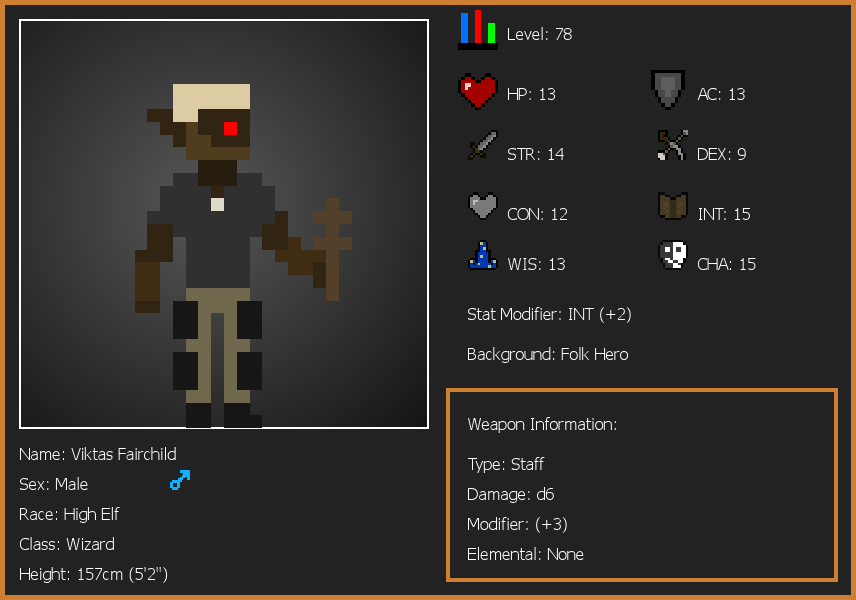 Level: 78
HP: 13
AC: 13
STR: 14
DEX: 9
CON: 12
INT: 15
WIS: 13
CHA: 15
Stat Modifier: INT (+2)
Background: Folk Hero
Weapon Information:
Type: Staff
Damage: d6
Modifier: (+3)
Elemental: None
Name: Viktas Fairchild
Sex: Male
Race: High Elf
Class: Wizard
Height: 157cm (5'2")